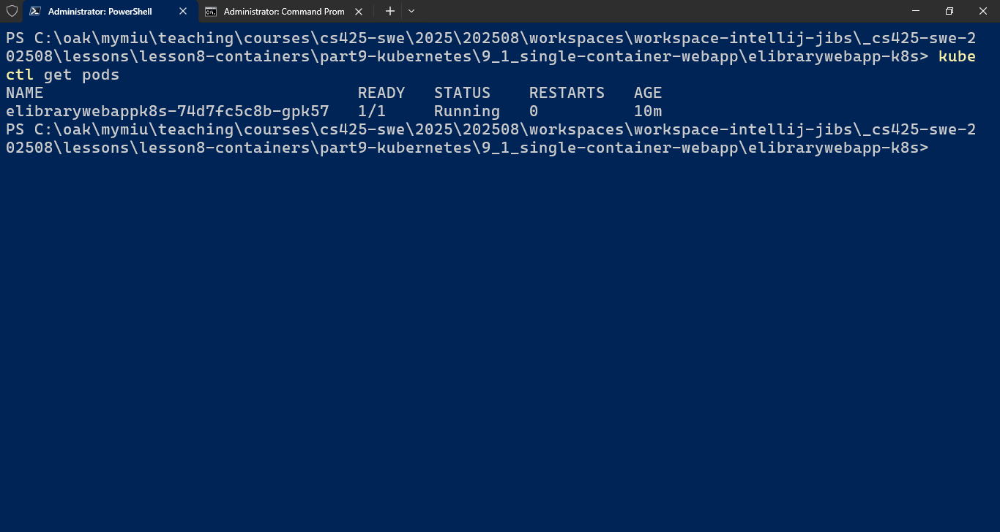 Administrator: PowerShell
Administrator: Command Prom
PS C:\oak\mymiu\teaching\courses\cs425-swe\2025\202508\workspaces\workspace-intellij-jibs\_cs425-swe-2
02508\lessons\lesson8-containers\part9-kubernetes\9_1_single-container-webapp\elibrarywebapp-k8s> kube
ctl get pods
NAME READY STATUS RESTARTS AGE
elibrarywebappk8s-74d7fc5c8b-gpk57 1/1 Running 0 10m
PS C:\oak\mymiu\teaching\courses\cs425-swe\2025\202508\workspaces\workspace-intellij-jibs\_cs425-swe-2
02508\lessons\lesson8-containers\part9-kubernetes\9_1_single-container-webapp\elibrarywebapp-k8s>